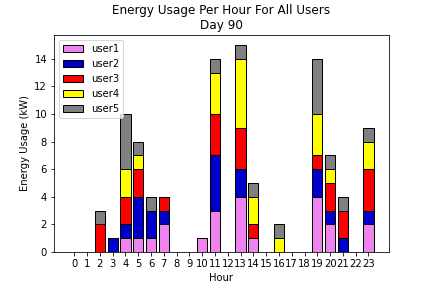 Energy Usage Per Hour For All Users
Day 90
user1
user2
user3
user4
user5
Energy Usage (kW)
14
12
10
8
6
4
2
0
0 1 2 3 4 5 6 7 8 9 10 11 12 13 14 15 16 17 18 19 20 21 22 23
Hour